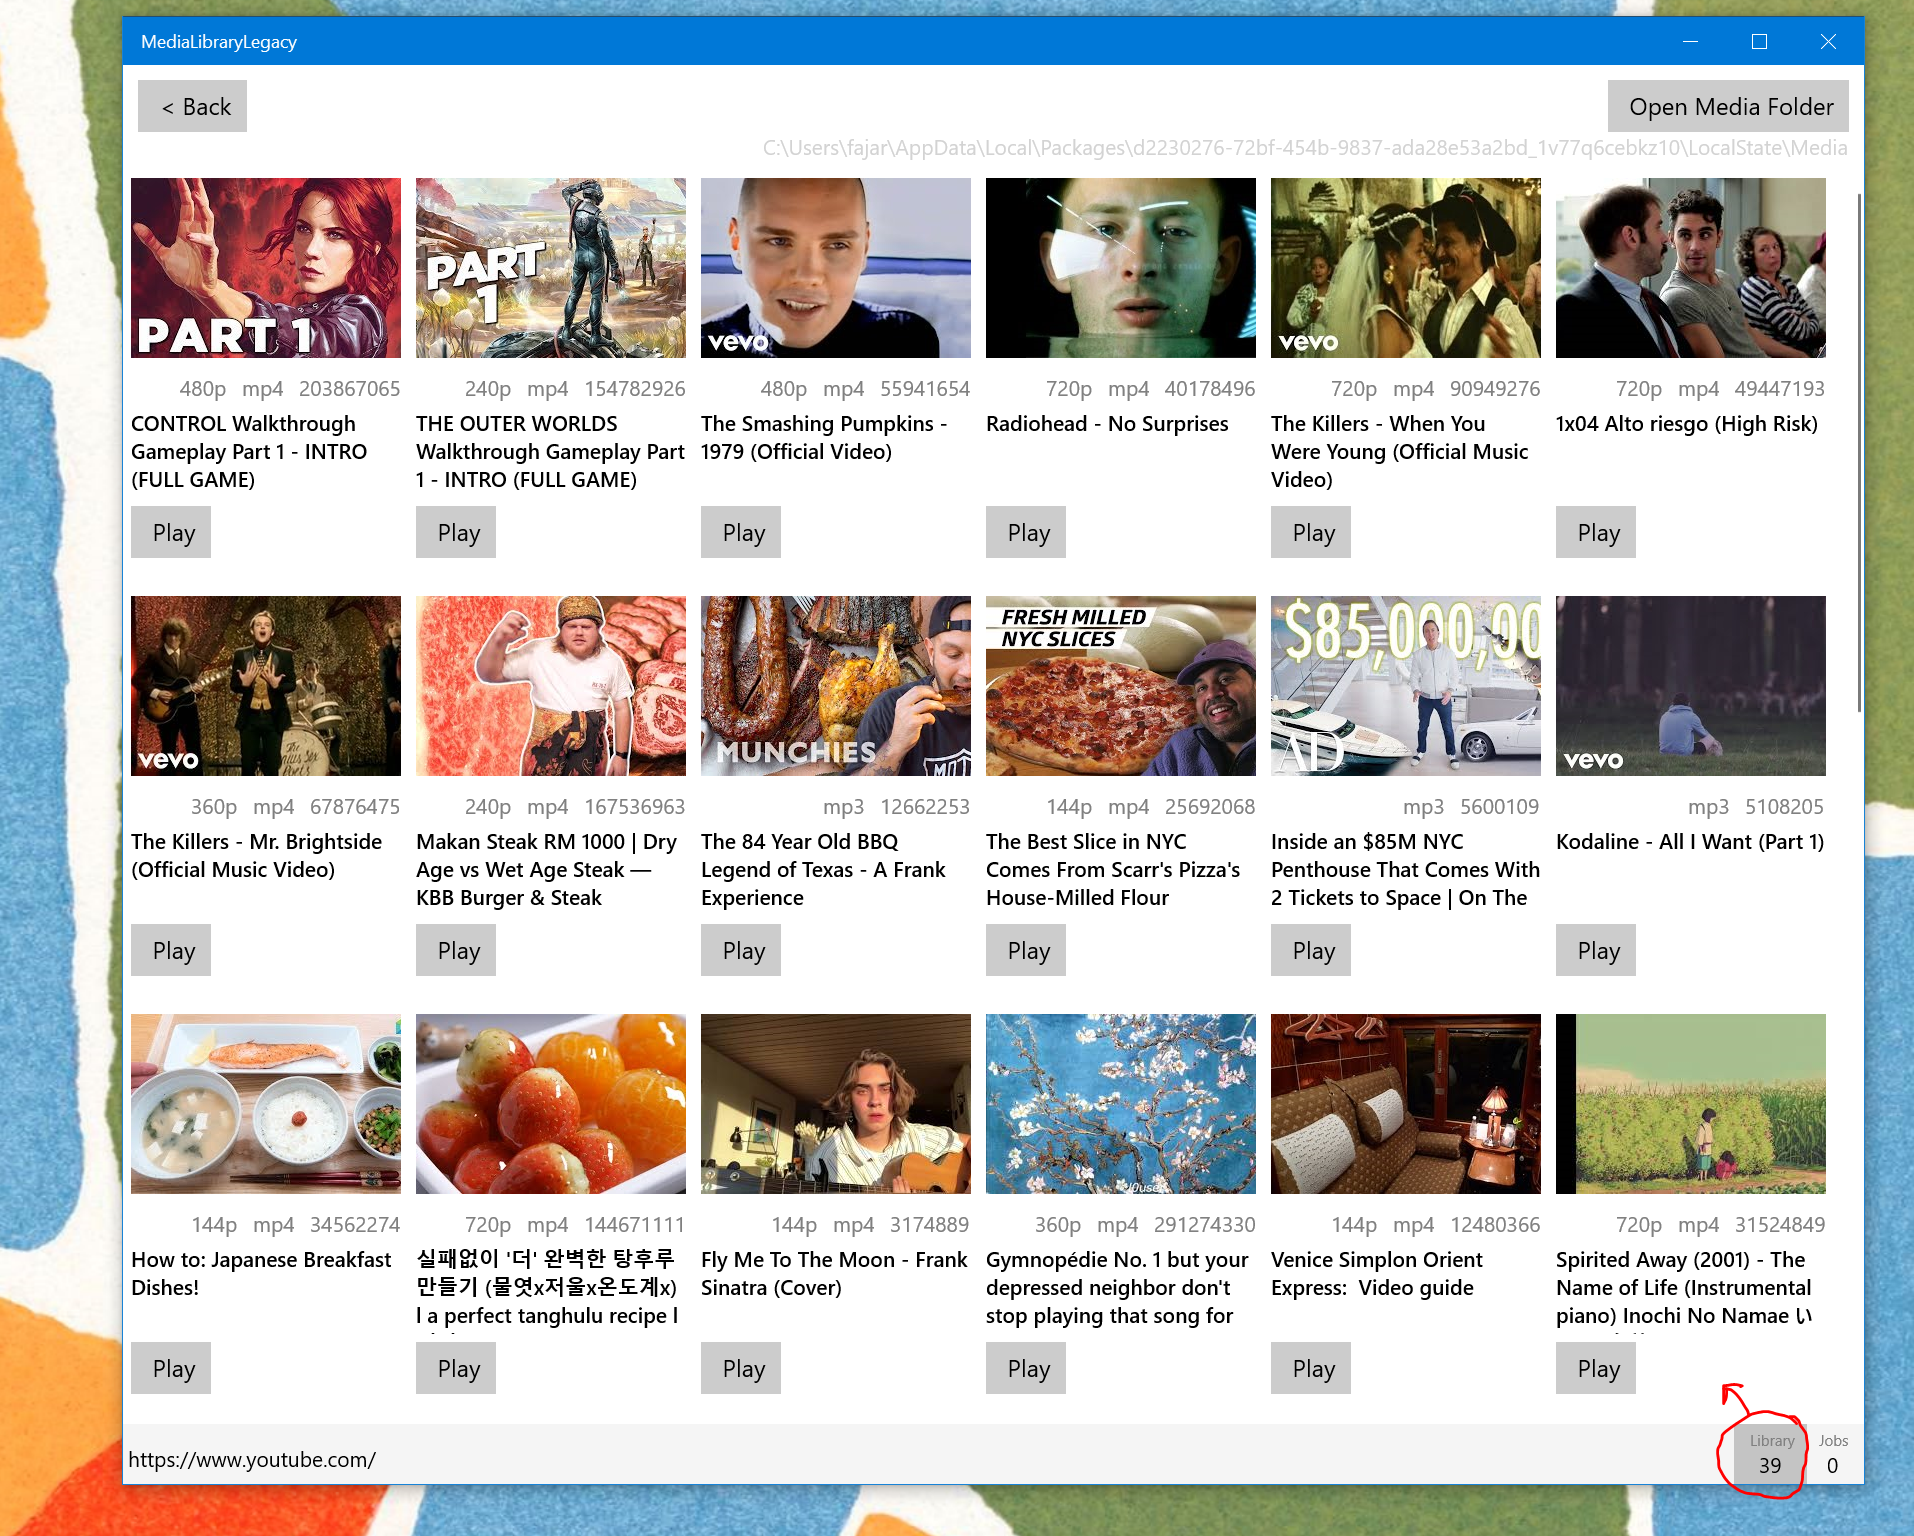 MediaLibraryLegacy
< Back
Open Media Folder
C:\Users\fajar\AppData\Local\Packages\d2230276-72bf-454b-9837-ada28e53a2bd_1v77q6cebkz10\LocalState\Media
PART 1
480p mp4 203867065
CONTROL Walkthrough
Gameplay Part 1 - INTRO
(FULL GAME)
Play
PART
1
240p mp4 154782926
THE OUTER WORLDS
Walkthrough Gameplay Part
1 - INTRO (FULL GAME)
Play
vevo
480p mp4 55941654
The Smashing Pumpkins -
1979 (Official Video)
Play
720p mp4 40178496
Radiohead - No Surprises
Play
vevo
720p mp4 90949276
The Killers - When You
Were Young (Official Music
Video)
Play
720p mp4 49447193
1x04 Alto riesgo (High Risk)
Play
vevo
360p mp4 67876475
The Killers - Mr. Brightside
(Official Music Video)
Play
240p mp4 167536963
Makan Steak RM 1000 | Dry
Age vs Wet Age Steak —
KBB Burger & Steak
Play
MUNCHIES
mp3 12662253
The 84 Year Old BBQ
Legend of Texas - A Frank
Experience
Play
FRESH MILLED
NYC SLICES
144p mp4 25692068
The Best Slice in NYC
Comes From Scarr's Pizza's
House-Milled Flour
Play
$85,000,00
AD
mp3 5600109
Inside an $85M NYC
Penthouse That Comes With
2 Tickets to Space | On The
Play
vevo
mp3 5108205
Kodaline - All I Want (Part 1)
Play
144p mp4 34562274
How to: Japanese Breakfast
Dishes!
Play
720p mp4 144671111
실패없이 '더' 완벽한 탕후루
만들기 (물엿x저울x온도계x)
l a perfect tanghulu recipe l
Play
144p mp4 3174889
Fly Me To The Moon - Frank
Sinatra (Cover)
Play
360p mp4 291274330
Gymnopédie No. 1 but your
depressed neighbor don't
stop playing that song for
Play
144p mp4 12480366
Venice Simplon Orient
Express: Video guide
Play
720p mp4 31524849
Spirited Away (2001) - The
Name of Life (Instrumental
piano) Inochi No Namae い
Play
https://www.youtube.com/
Library
39
Jobs
0